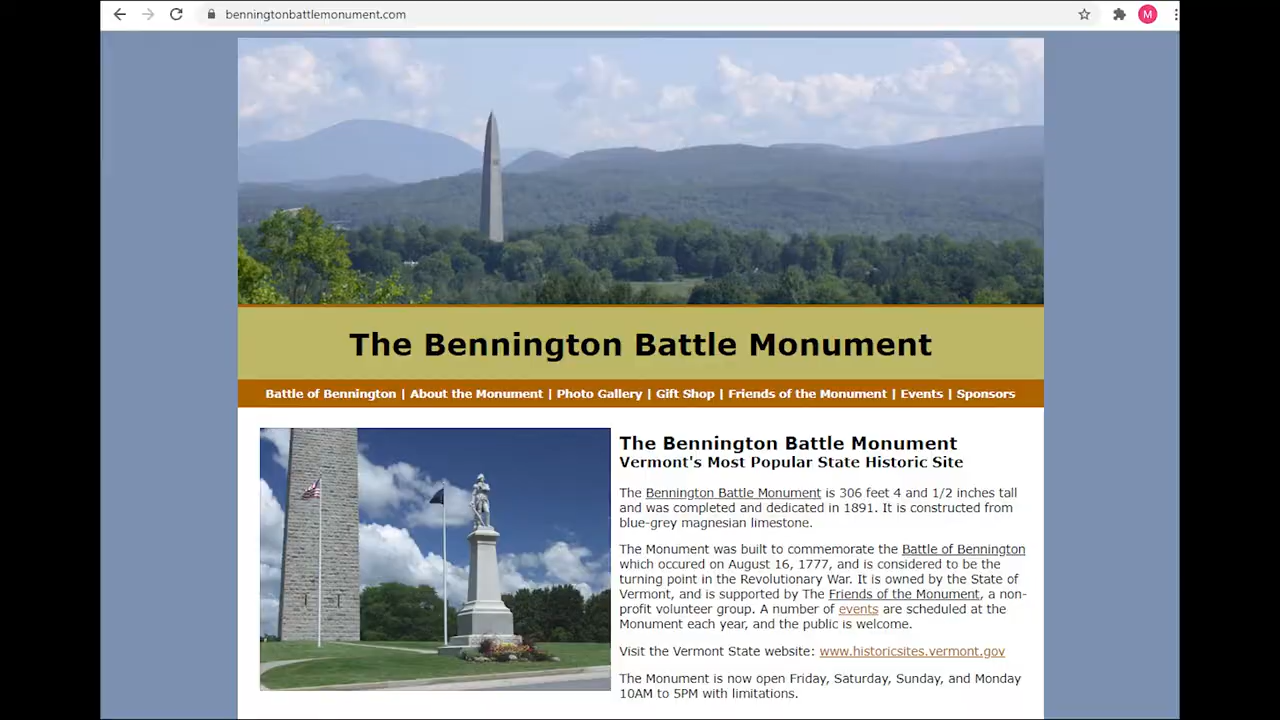 benningtonbattlemonument.com
M
The Bennington Battle Monument
Battle of Bennington | About the Monument | Photo Gallery | Gift Shop | Friends of the Monument | Events | Sponsors
The Bennington Battle Monument
Vermont's Most Popular State Historic Site
The Bennington Battle Monument is 306 feet 4 and 1/2 inches tall
and was completed and dedicated in 1891. It is constructed from
blue-grey magnesian limestone.
The Monument was built to commemorate the Battle of Bennington
which occured on August 16, 1777, and is considered to be the
turning point in the Revolutionary War. It is owned by the State of
Vermont, and is supported by The Friends of the Monument, a non-
profit volunteer group. A number of events are scheduled at the
Monument each year, and the public is welcome.
Visit the Vermont State website: www.historicsites.vermont.gov
The Monument is now open Friday, Saturday, Sunday, and Monday
10AM to 5PM with limitations.